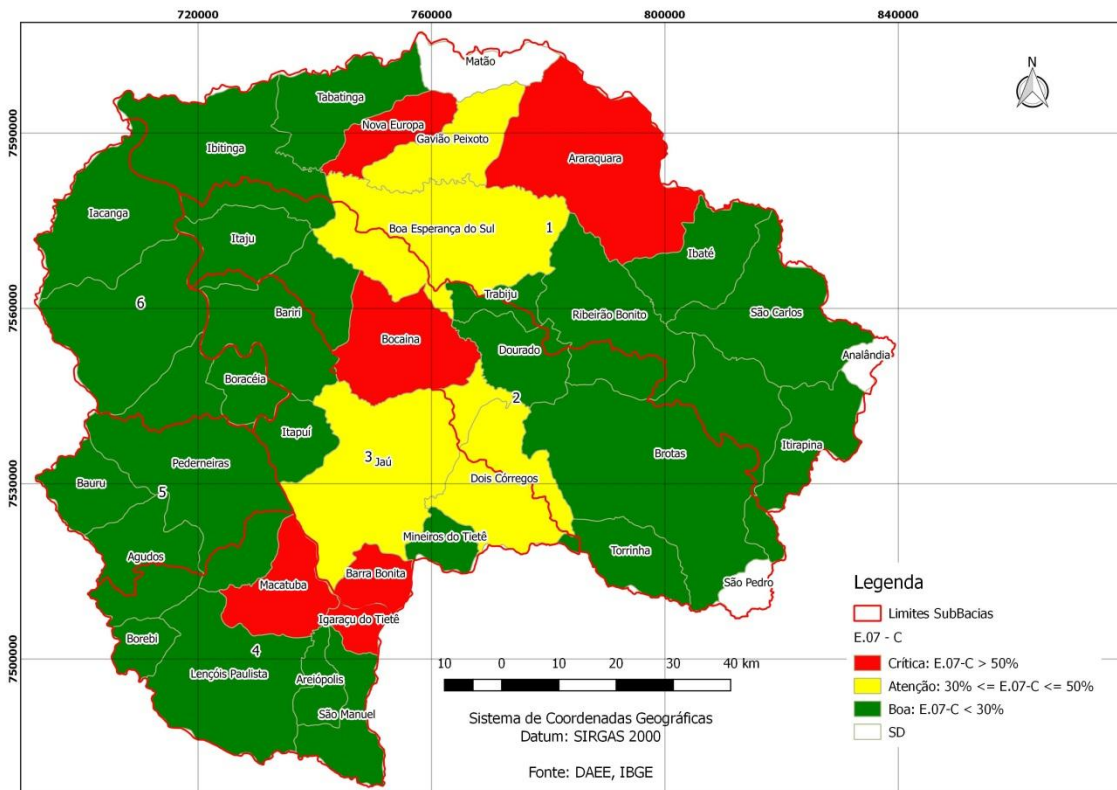 720000
760000
800000
840000
7590000
7560000
7530000
7500000
N
Matão
Tabatinga
Nova Europa
Gavião Peixoto
Ibitinga
Araraquara
Iacanga
Itaju
Boa Esperança do Sul
1
Ibaté
6
Bariri
Trabiju
Ribeirão Bonito
São Carlos
Bocaina
Dourado
Analândia
Boracéia
2
Itapuí
Itirapina
Pederneiras
3
Jaú
Brotas
Bauru
5
Dois Córregos
Agudos
Mineiros do Tietê
Torrinha
Macatuba
Barra Bonita
São Pedro
Igaraçu do Tietê
Borebi
4
Lençóis Paulista
Areiópolis
São Manuel
10 0 10 20 30 40 km
Sistema de Coordenadas Geográficas
Datum: SIRGAS 2000
Fonte: DAEE, IBGE
Legenda
Limites SubBacias
E.07 - C
Crítica: E.07-C > 50%
Atenção: 30% <= E.07-C <= 50%
Boa: E.07-C < 30%
SD